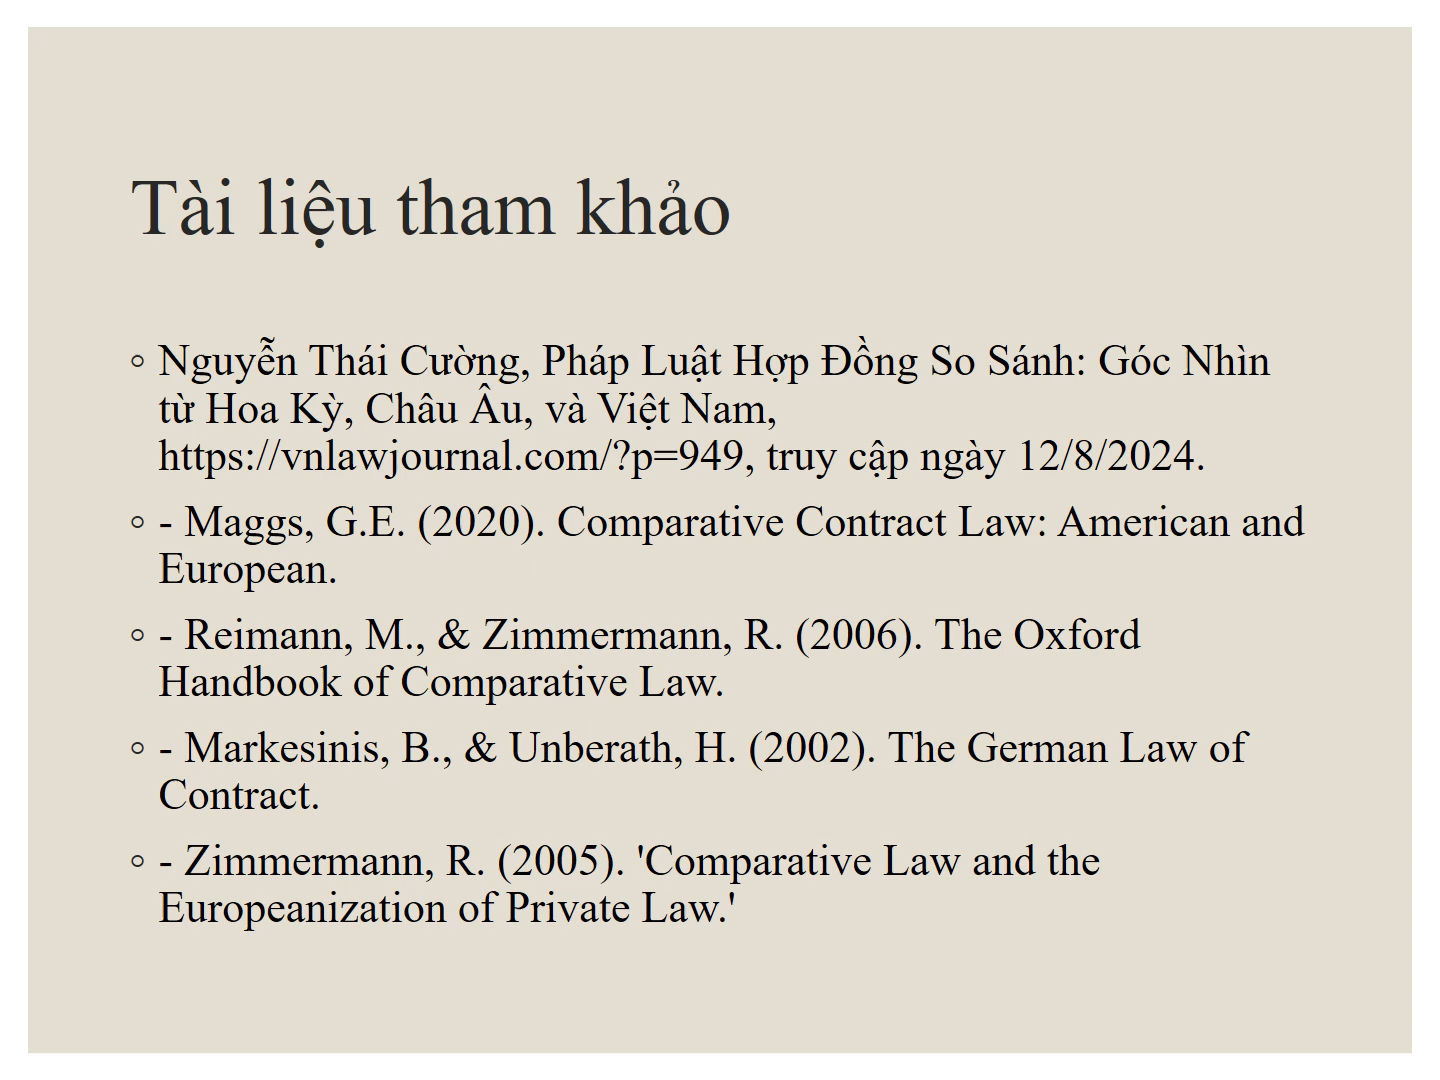 Tài liệu tham khảo
◦ Nguyễn Thái Cường, Pháp Luật Hợp Đồng So Sánh: Góc Nhìn
từ Hoa Kỳ, Châu Âu, và Việt Nam,
https://vnlawjournal.com/?p=949, truy cập ngày 12/8/2024.
◦ - Maggs, G.E. (2020). Comparative Contract Law: American and
European.
◦ - Reimann, M., & Zimmermann, R. (2006). The Oxford
Handbook of Comparative Law.
◦ - Markesinis, B., & Unberath, H. (2002). The German Law of
Contract.
◦ - Zimmermann, R. (2005). 'Comparative Law and the
Europeanization of Private Law.'